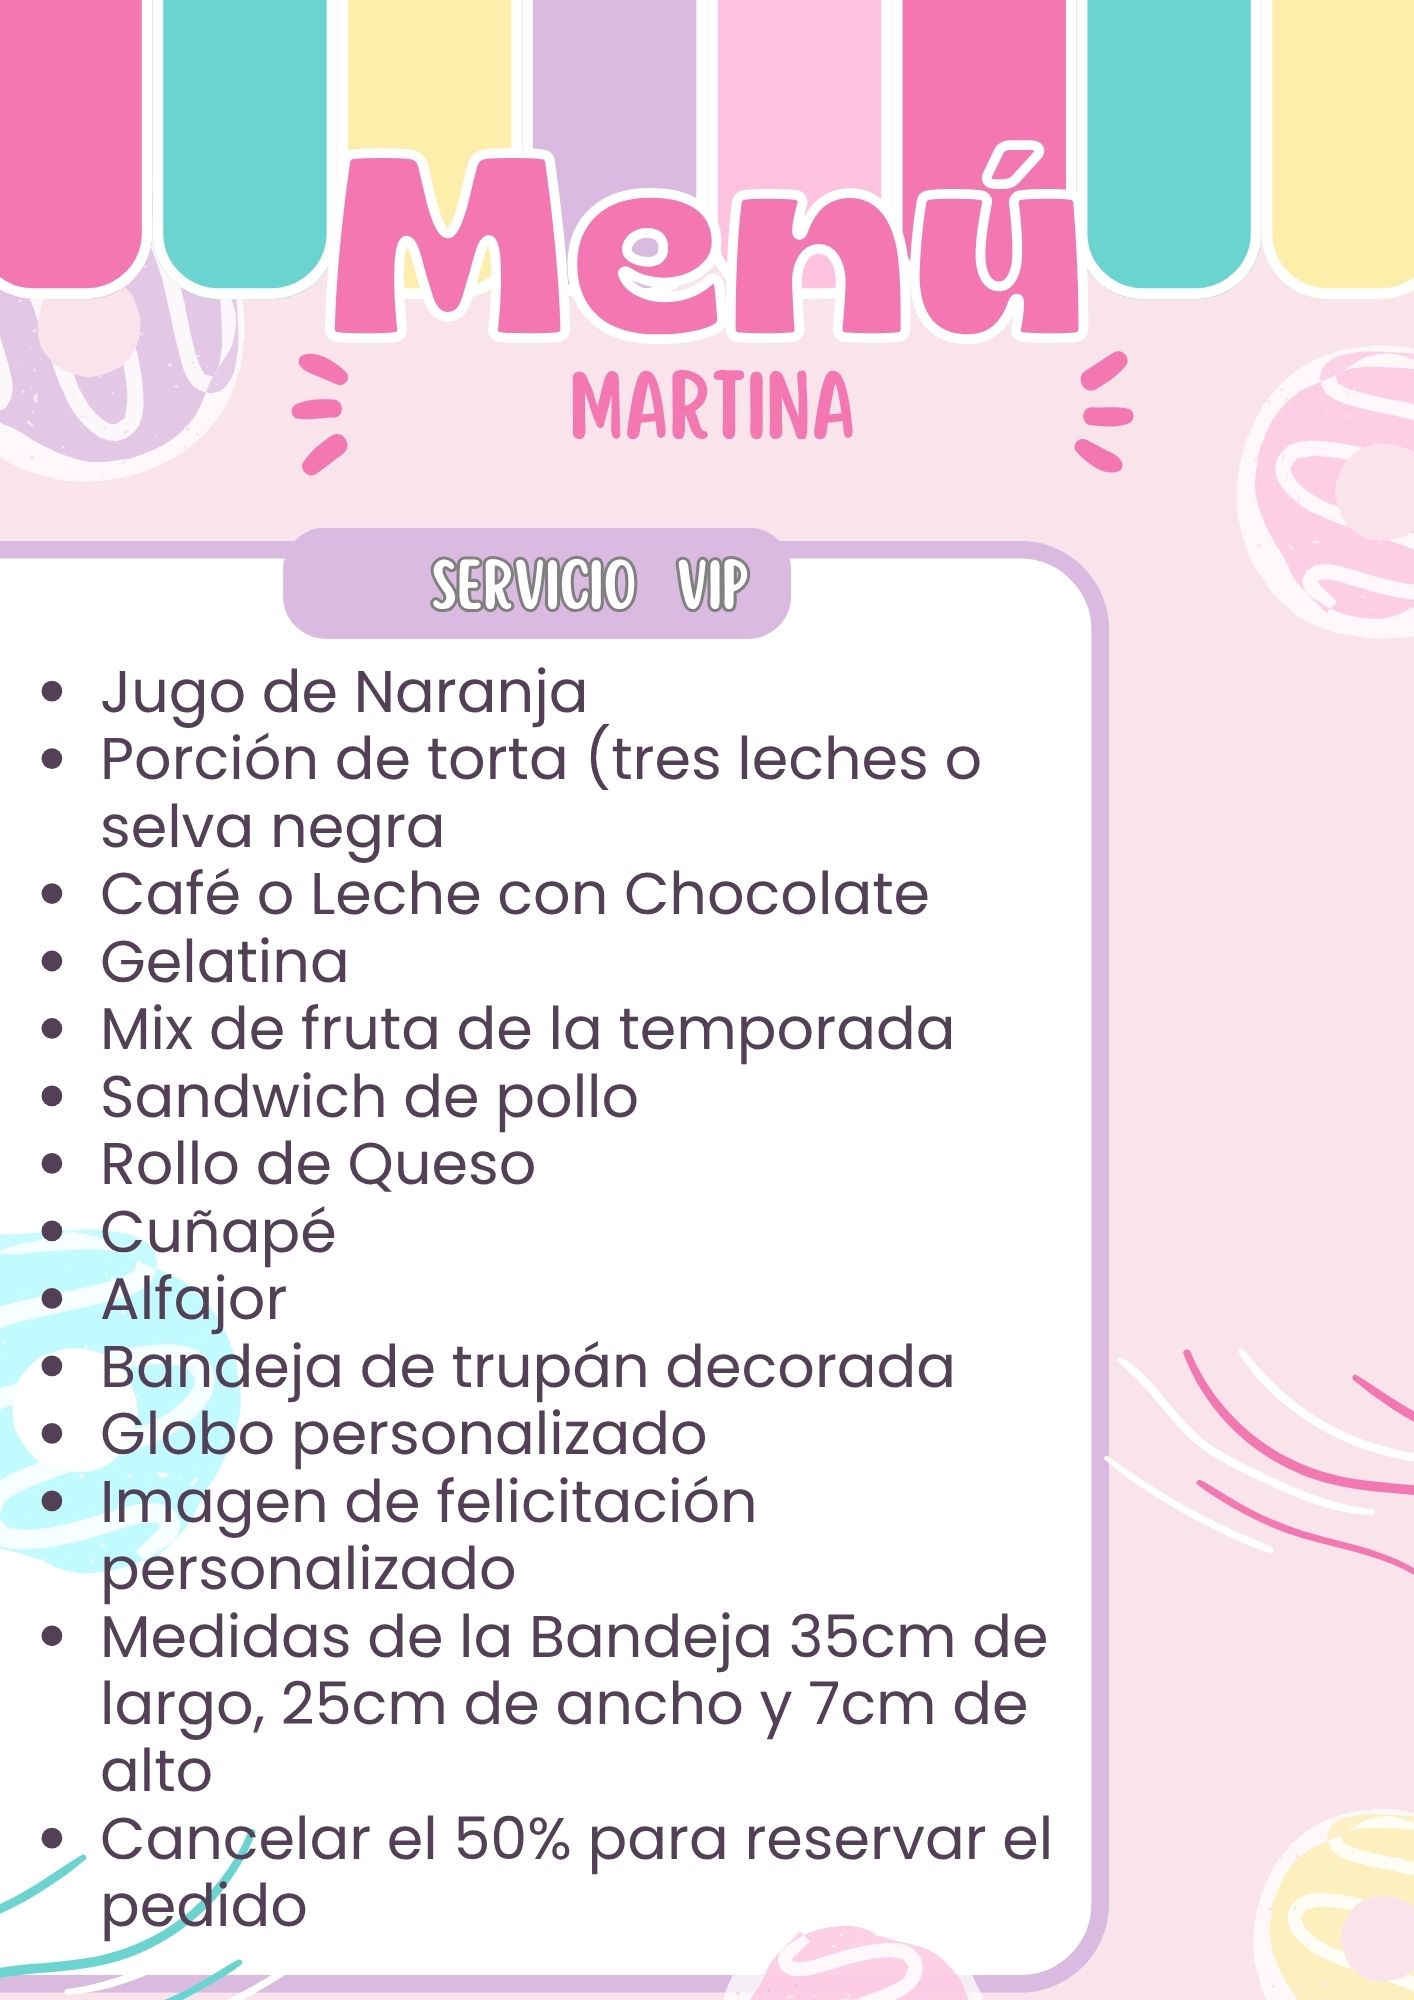 Menú
MARTINA
SERVICIO VIP
• Jugo de Naranja
• Porción de torta (tres leches o
selva negra
• Café o Leche con Chocolate
• Gelatina
• Mix de fruta de la temporada
• Sandwich de pollo
• Rollo de Queso
• Cuñapé
• Alfajor
• Bandeja de trupán decorada
• Globo personalizado
• Imagen de felicitación
personalizado
• Medidas de la Bandeja 35cm de
largo, 25cm de ancho y 7cm de
alto
• Cancelar el 50% para reservar el
pedido